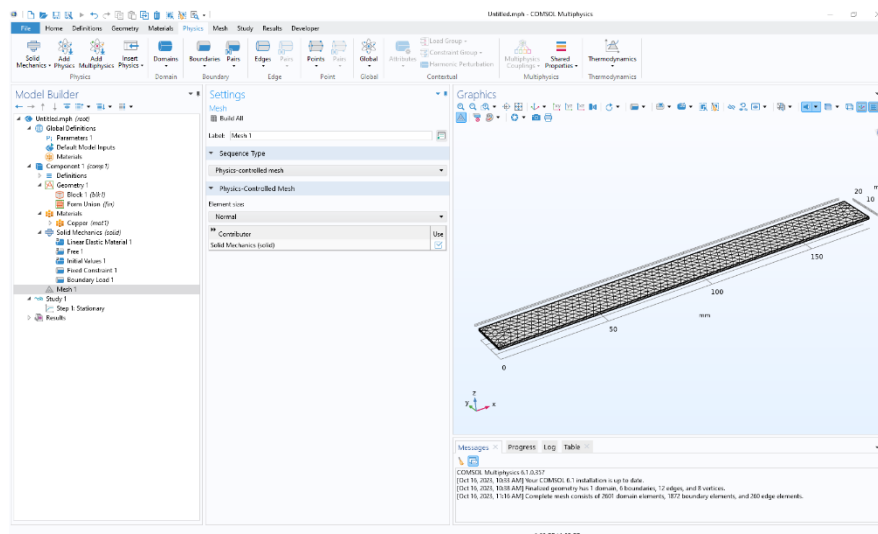 Untitled.mph - COMSOL Multiphysics
File Home Definitions Geometry Materials Physics Mesh Study Results Developer
Load Group
Constraint Group
Harmonic Perturbation
Solid Mechanics
Add Physics
Add Multiphysics
Insert Physics
Domains
Boundaries
Pairs
Edges
Pairs
Points
Pairs
Global
Attributes
Multiphysics Couplings
Shared Properties
Thermodynamics
Physics Domain Boundary Edge Point Global Contextual Multiphysics Thermodynamics
Model Builder
Untitled.mph (root)
Global Definitions
Parameters 1
Default Model Inputs
Materials
Component 1 (comp1)
Definitions
Geometry 1
Block 1 (blk1)
Form Union (fin)
Materials
Copper (mat1)
Solid Mechanics (solid)
Linear Elastic Material 1
Free 1
Initial Values 1
Fixed Constraint 1
Boundary Load 1
Mesh 1
Study 1
Step 1: Stationary
Results
Settings
Mesh
Build All
Label: Mesh 1
Sequence Type
Physics-controlled mesh
Physics-Controlled Mesh
Element size:
Normal
Contributor Use
Solid Mechanics (solid)
Graphics
20
10
150
100
mm
50
0
z
y x
Messages Progress Log Table
COMSOL Multiphysics 6.1.0.357
[Oct 16, 2023, 10:33 AM] Your COMSOL 6.1 installation is up to date.
[Oct 16, 2023, 10:38 AM] Finalized geometry has 1 domain, 6 boundaries, 12 edges, and 8 vertices.
[Oct 16, 2023, 11:16 AM] Complete mesh consists of 2601 domain elements, 1872 boundary elements, and 260 edge elements.